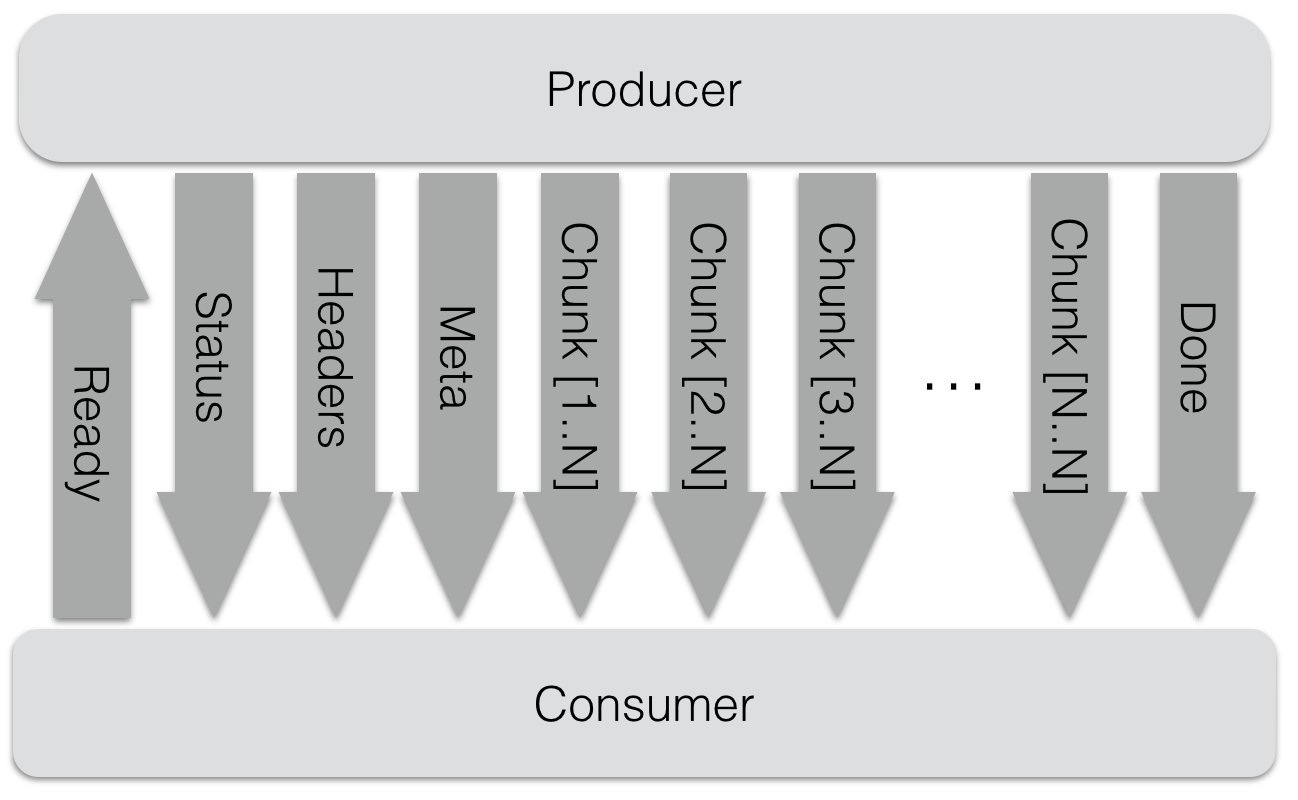 Producer
Ready
Status
Headers
Meta
Chunk [1..N]
Chunk [2..N]
Chunk [3..N]
...
Chunk [N..N]
Done
Consumer